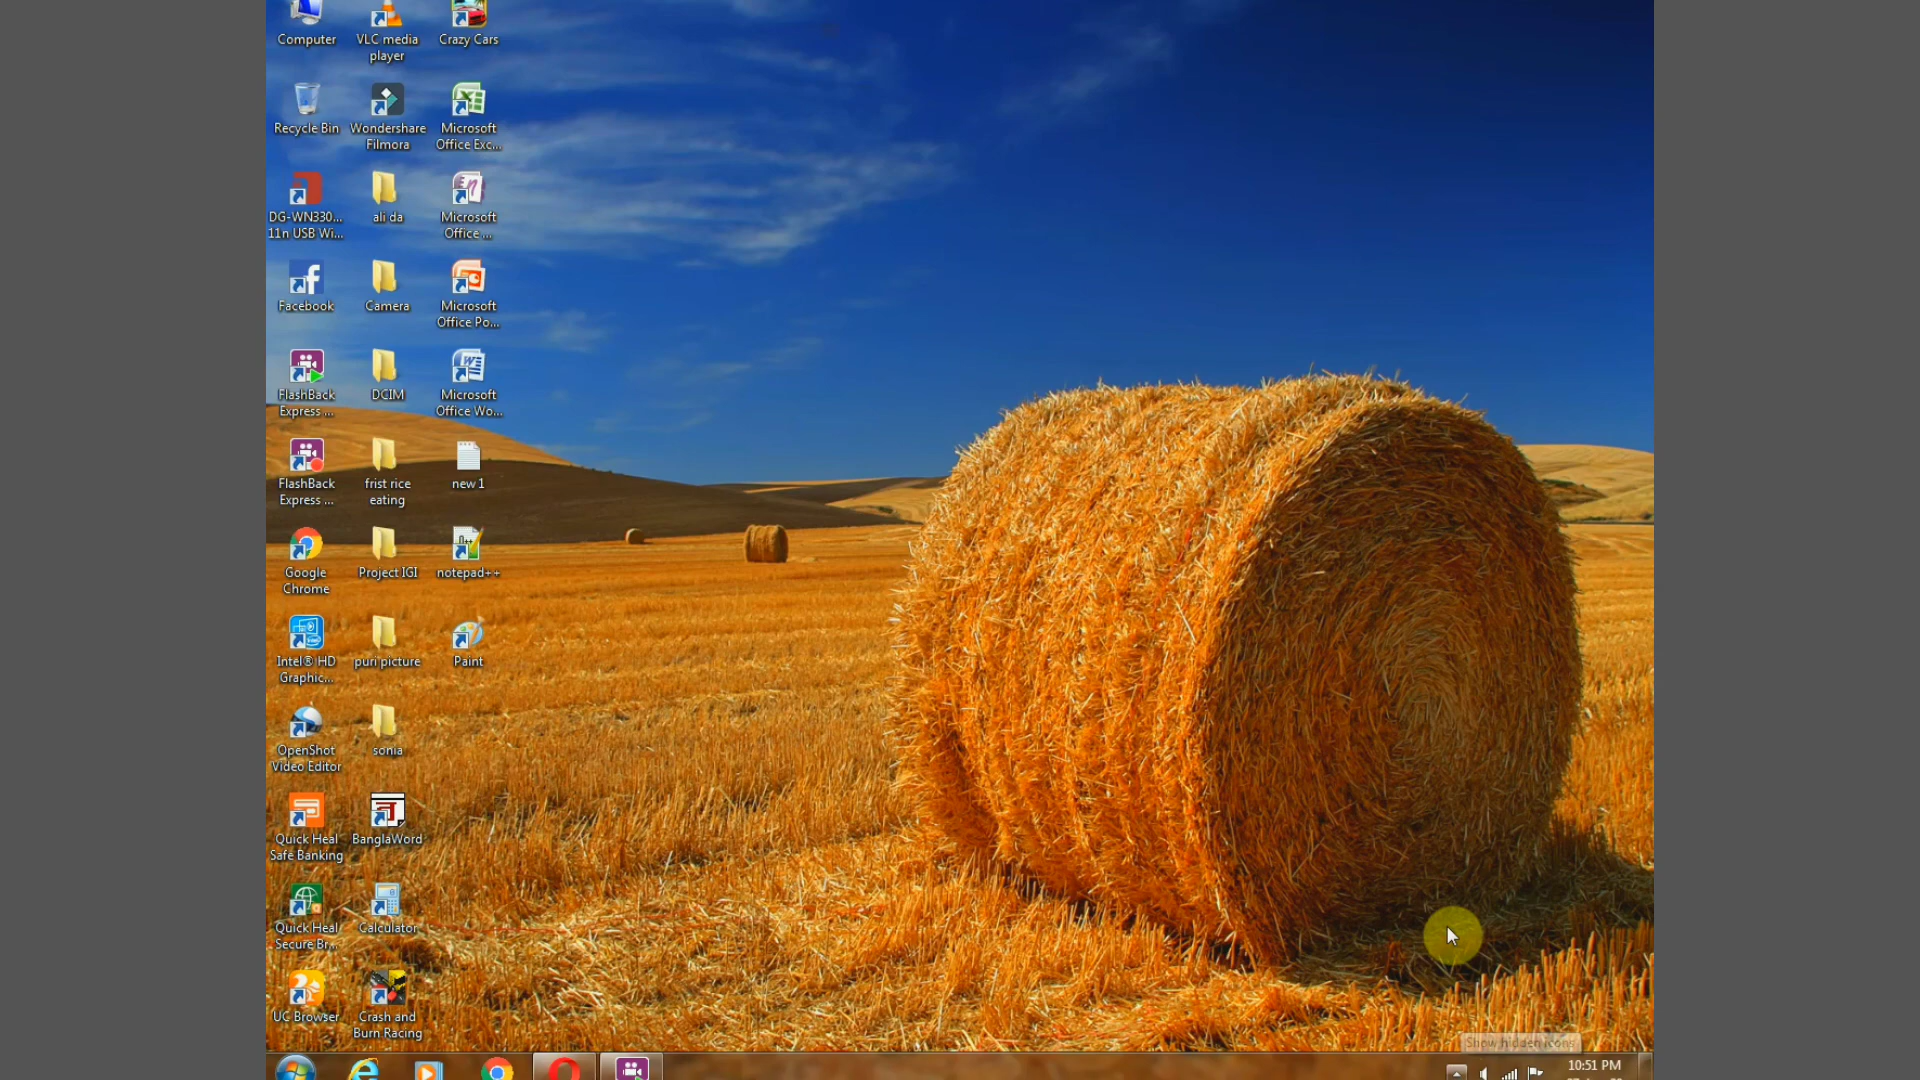 Computer
VLC media
player
Crazy Cars
Recycle Bin
Wondershare
Filmora
Microsoft
Office Exc...
DG-WN330...
11n USB Wi...
ali da
Microsoft
Office ...
Facebook
Camera
Microsoft
Office Po...
FlashBack
Express ...
DCIM
Microsoft
Office Wo...
FlashBack
Express ...
frist rice
eating
new 1
Google
Chrome
Project IGI
notepad++
Intel® HD
Graphic...
puri picture
Paint
OpenShot
Video Editor
sonia
Quick Heal
Safe Banking
BanglaWord
Quick Heal
Secure Br...
Calculator
UC Browser
Crash and
Burn Racing
Show hidden icons
10:51 PM